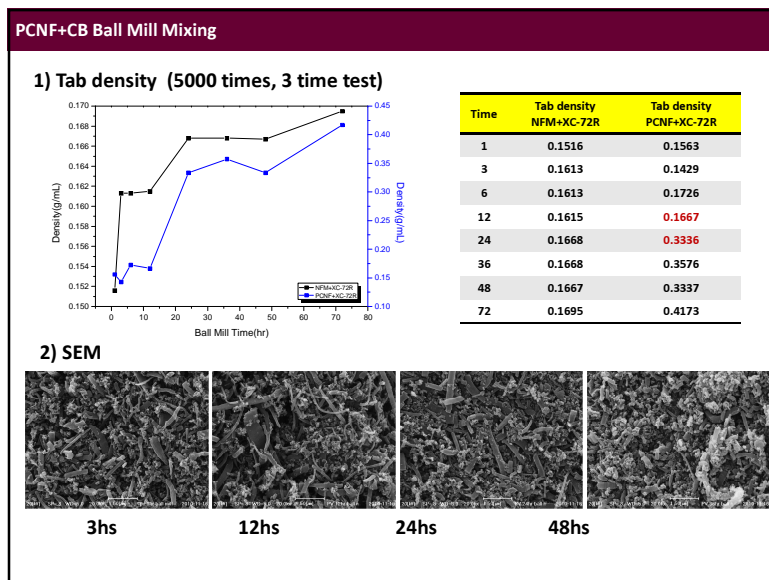 PCNF+CB Ball Mill Mixing
1) Tab density (5000 times, 3 time test)
0.170
0.168
0.166
0.164
0.162
0.160
0.158
0.156
0.154
0.152
0.150
Density(g/mL)
0.45
0.40
0.35
0.30
0.25
0.20
0.15
0.10
Density(g/mL)
NFM+XC-72R
PCNF+XC-72R
0 10 20 30 40 50 60 70 80
Ball Mill Time(hr)
Time Tab density NFM+XC-72R Tab density PCNF+XC-72R
1 0.1516 0.1563
3 0.1613 0.1429
6 0.1613 0.1726
12 0.1615 0.1667
24 0.1668 0.3336
36 0.1668 0.3576
48 0.1667 0.3337
72 0.1695 0.4173
2) SEM
3hs 12hs 24hs 48hs